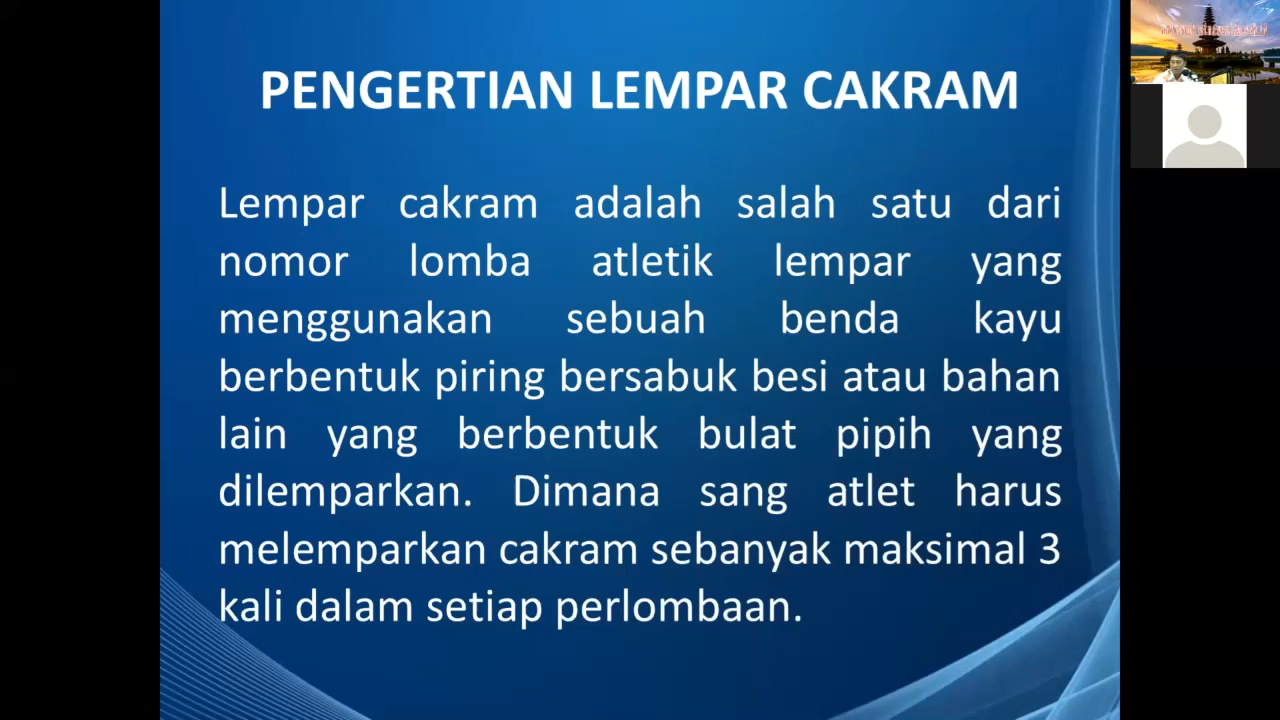 PENGERTIAN LEMPAR CAKRAM
Lempar cakram adalah salah satu dari
nomor lomba atletik lempar yang
menggunakan sebuah benda kayu
berbentuk piring bersabuk besi atau bahan
lain yang berbentuk bulat pipih yang
dilemparkan. Dimana sang atlet harus
melemparkan cakram sebanyak maksimal 3
kali dalam setiap perlombaan.